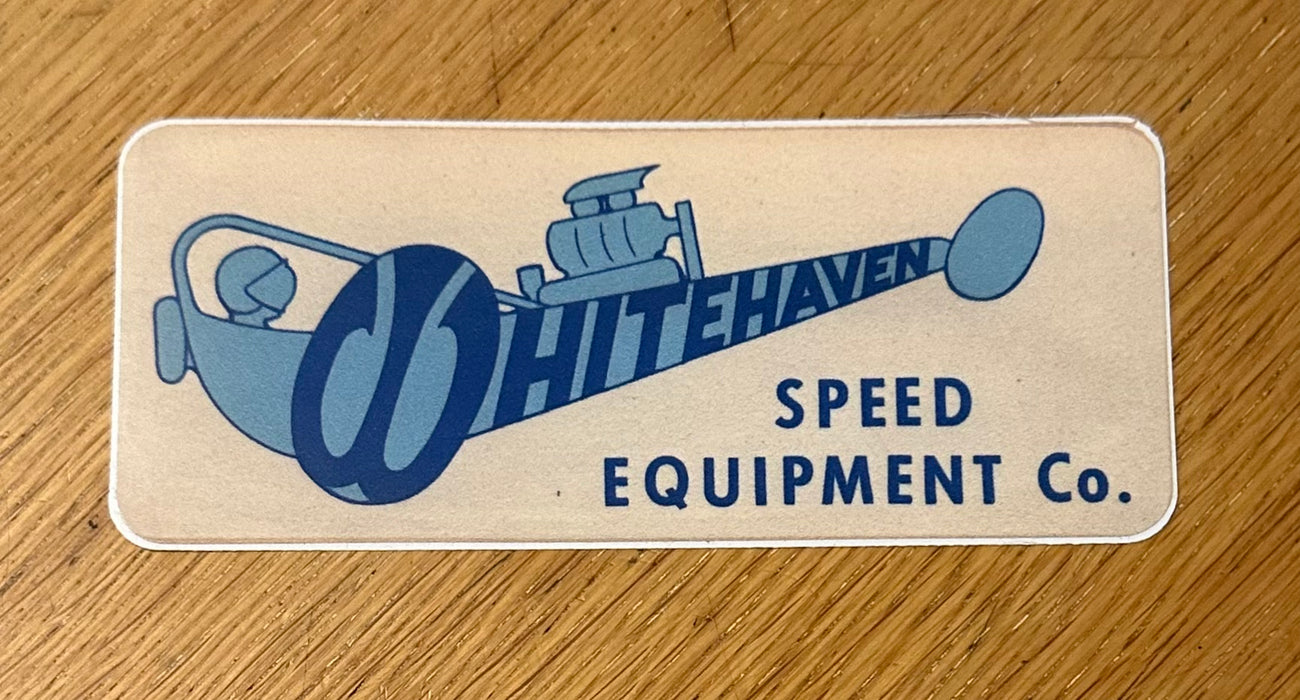 WHITEHAVEN
SPEED
EQUIPMENT Co.